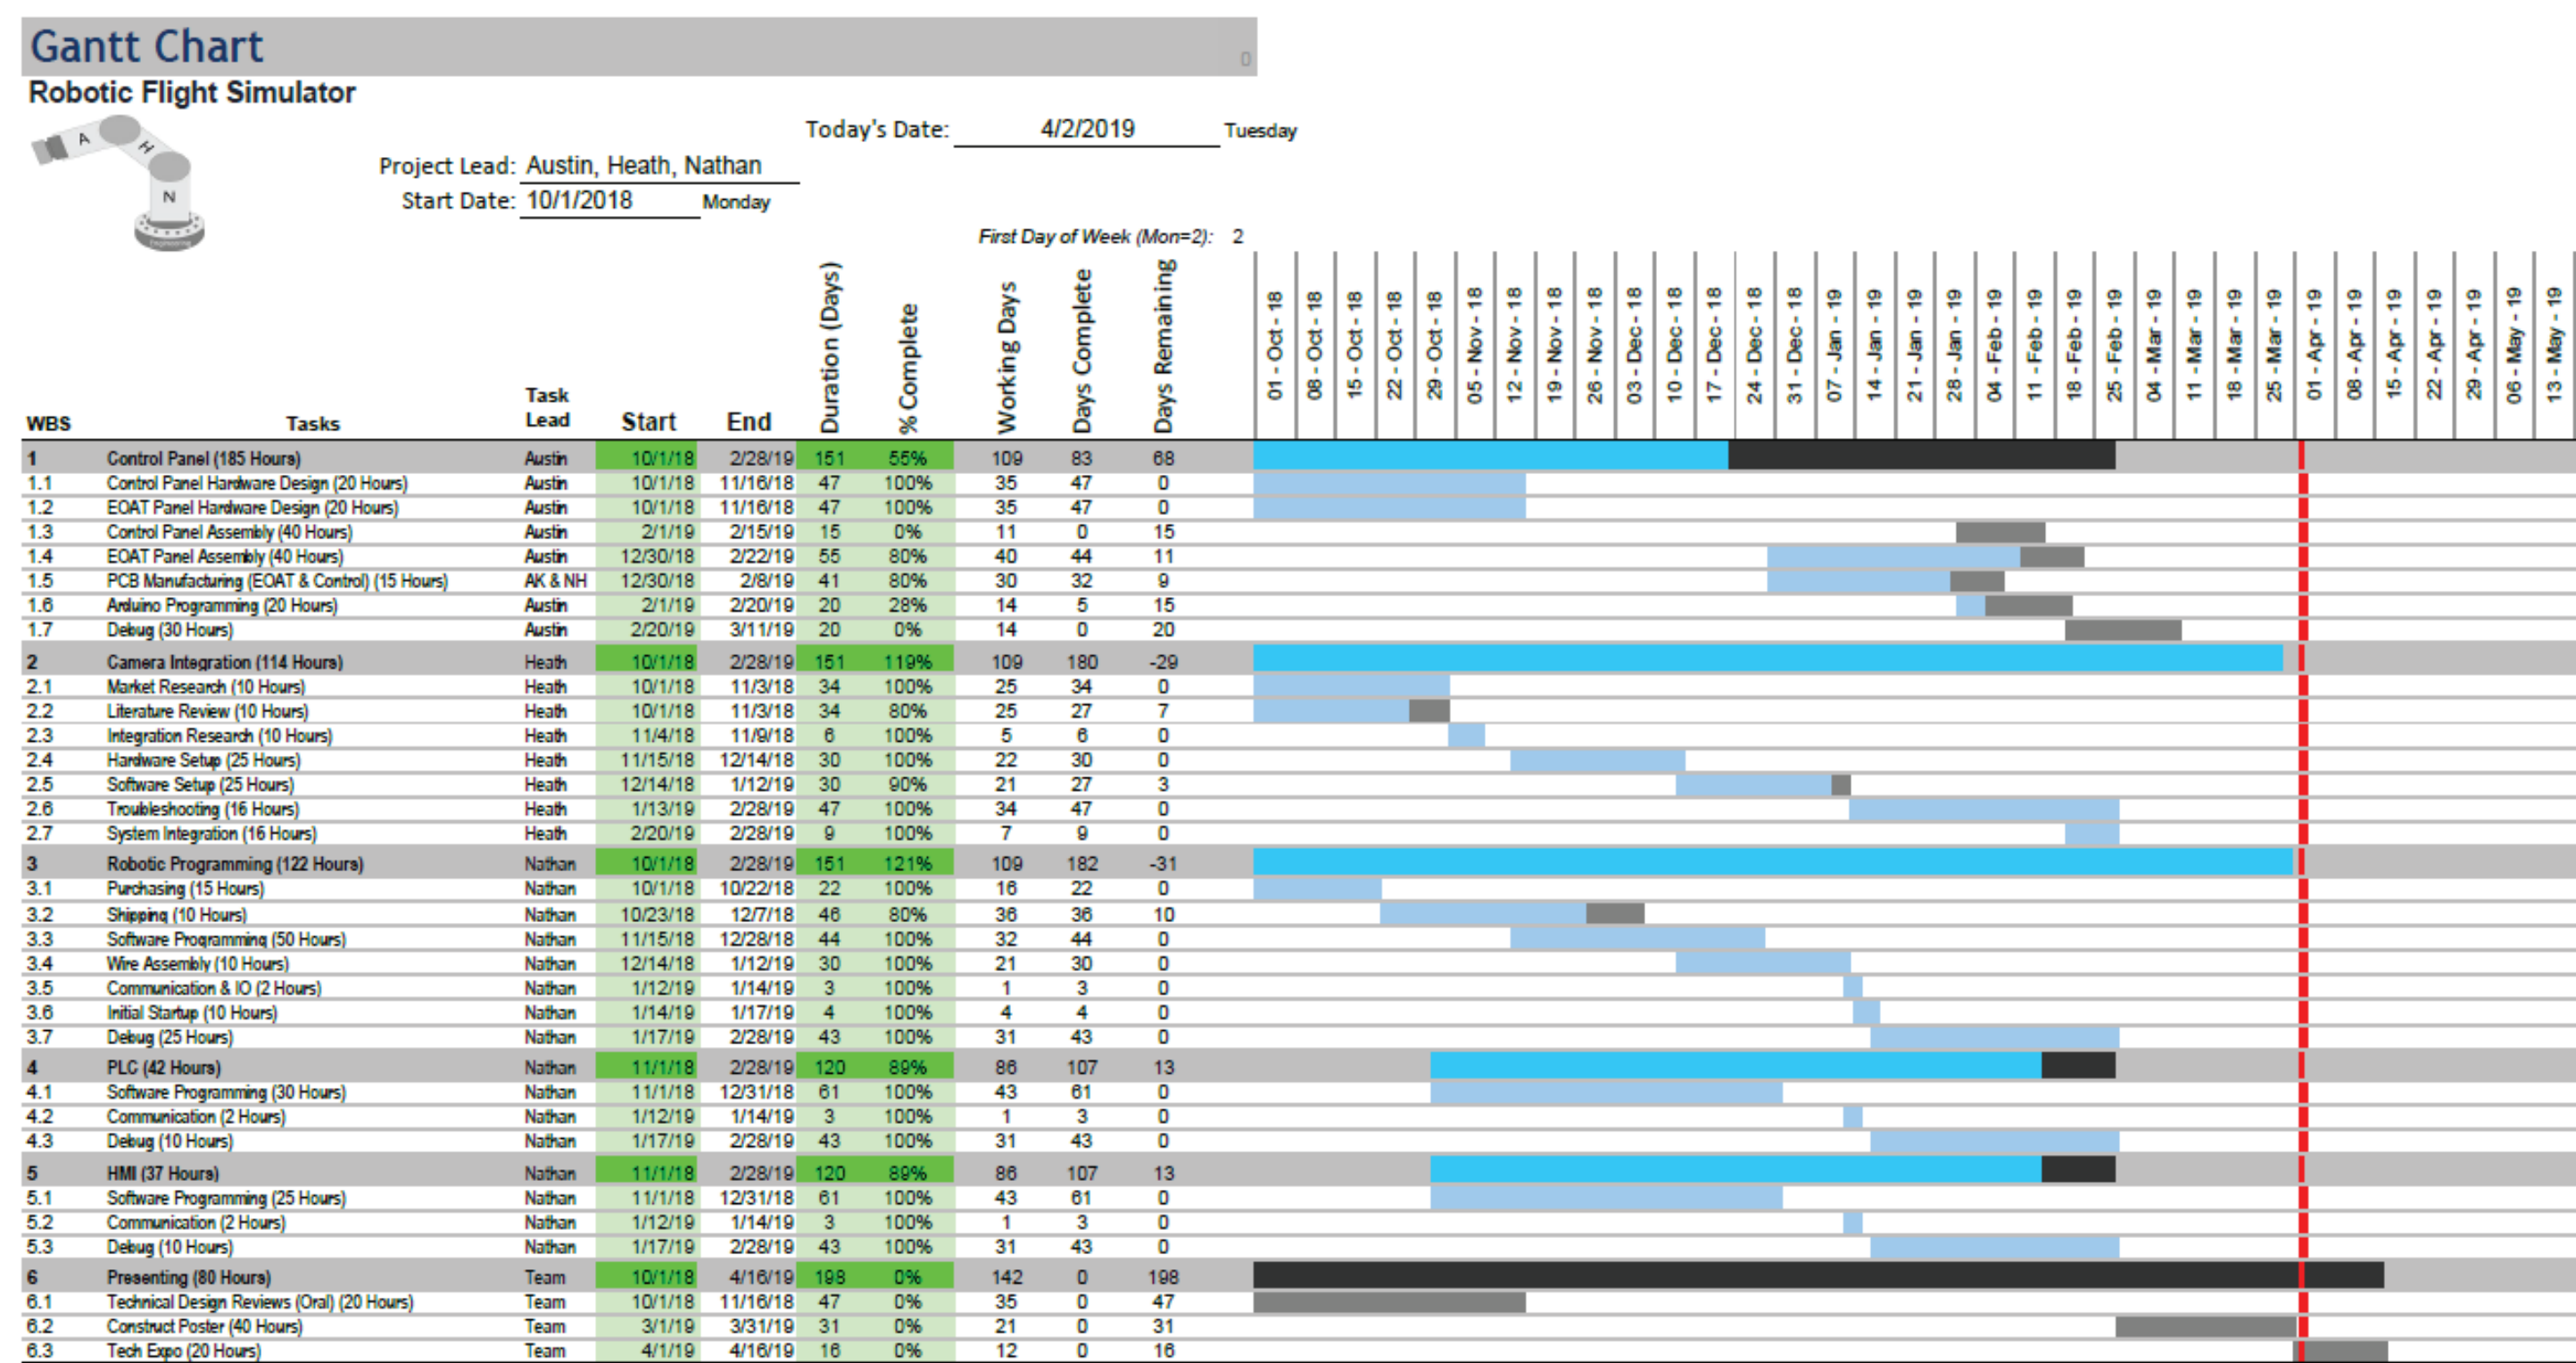 Gantt Chart
0
Robotic Flight Simulator
A H N
Engineering
Today's Date: 4/2/2019 Tuesday
Project Lead: Austin, Heath, Nathan
Start Date: 10/1/2018 Monday
First Day of Week (Mon=2): 2
WBS Tasks Task Lead Start End Duration (Days) % Complete Working Days Days Complete Days Remaining 01 - Oct - 18 08 - Oct - 18 15 - Oct - 18 22 - Oct - 18 29 - Oct - 18 05 - Nov - 18 12 - Nov - 18 19 - Nov - 18 26 - Nov - 18 03 - Dec - 18 10 - Dec - 18 17 - Dec - 18 24 - Dec - 18 31 - Dec - 18 07 - Jan - 19 14 - Jan - 19 21 - Jan - 19 28 - Jan - 19 04 - Feb - 19 11 - Feb - 19 18 - Feb - 19 25 - Feb - 19 04 - Mar - 19 11 - Mar - 19 18 - Mar - 19 25 - Mar - 19 01 - Apr - 19 08 - Apr - 19 15 - Apr - 19 22 - Apr - 19 29 - Apr - 19 06 - May - 19 13 - May - 19
1 Control Panel (185 Hours) Austin 10/1/18 2/28/19 151 55% 109 83 68
1.1 Control Panel Hardware Design (20 Hours) Austin 10/1/18 11/16/18 47 100% 35 47 0
1.2 EOAT Panel Hardware Design (20 Hours) Austin 10/1/18 11/16/18 47 100% 35 47 0
1.3 Control Panel Assembly (40 Hours) Austin 2/1/19 2/15/19 15 0% 11 0 15
1.4 EOAT Panel Assembly (40 Hours) Austin 12/30/18 2/22/19 55 80% 40 44 11
1.5 PCB Manufacturing (EOAT & Control) (15 Hours) AK & NH 12/30/18 2/8/19 41 80% 30 32 9
1.6 Arduino Programming (20 Hours) Austin 2/1/19 2/20/19 20 28% 14 5 15
1.7 Debug (30 Hours) Austin 2/20/19 3/11/19 20 0% 14 0 20
2 Camera Integration (114 Hours) Heath 10/1/18 2/28/19 151 119% 109 180 -29
2.1 Market Research (10 Hours) Heath 10/1/18 11/3/18 34 100% 25 34 0
2.2 Literature Review (10 Hours) Heath 10/1/18 11/3/18 34 80% 25 27 7
2.3 Integration Research (10 Hours) Heath 11/4/18 11/9/18 6 100% 5 6 0
2.4 Hardware Setup (25 Hours) Heath 11/15/18 12/14/18 30 100% 22 30 0
2.5 Software Setup (25 Hours) Heath 12/14/18 1/12/19 30 90% 21 27 3
2.6 Troubleshooting (16 Hours) Heath 1/13/19 2/28/19 47 100% 34 47 0
2.7 System Integration (16 Hours) Heath 2/20/19 2/28/19 9 100% 7 9 0
3 Robotic Programming (122 Hours) Nathan 10/1/18 2/28/19 151 121% 109 182 -31
3.1 Purchasing (15 Hours) Nathan 10/1/18 10/22/18 22 100% 16 22 0
3.2 Shipping (10 Hours) Nathan 10/23/18 12/7/18 46 80% 36 36 10
3.3 Software Programming (50 Hours) Nathan 11/15/18 12/28/18 44 100% 32 44 0
3.4 Wire Assembly (10 Hours) Nathan 12/14/18 1/12/19 30 100% 21 30 0
3.5 Communication & IO (2 Hours) Nathan 1/12/19 1/14/19 3 100% 1 3 0
3.6 Initial Startup (10 Hours) Nathan 1/14/19 1/17/19 4 100% 4 4 0
3.7 Debug (25 Hours) Nathan 1/17/19 2/28/19 43 100% 31 43 0
4 PLC (42 Hours) Nathan 11/1/18 2/28/19 120 89% 86 107 13
4.1 Software Programming (30 Hours) Nathan 11/1/18 12/31/18 61 100% 43 61 0
4.2 Communication (2 Hours) Nathan 1/12/19 1/14/19 3 100% 1 3 0
4.3 Debug (10 Hours) Nathan 1/17/19 2/28/19 43 100% 31 43 0
5 HMI (37 Hours) Nathan 11/1/18 2/28/19 120 89% 86 107 13
5.1 Software Programming (25 Hours) Nathan 11/1/18 12/31/18 61 100% 43 61 0
5.2 Communication (2 Hours) Nathan 1/12/19 1/14/19 3 100% 1 3 0
5.3 Debug (10 Hours) Nathan 1/17/19 2/28/19 43 100% 31 43 0
6 Presenting (80 Hours) Team 10/1/18 4/16/19 198 0% 142 0 198
6.1 Technical Design Reviews (Oral) (20 Hours) Team 10/1/18 11/16/18 47 0% 35 0 47
6.2 Construct Poster (40 Hours) Team 3/1/19 3/31/19 31 0% 21 0 31
6.3 Tech Expo (20 Hours) Team 4/1/19 4/16/19 16 0% 12 0 16